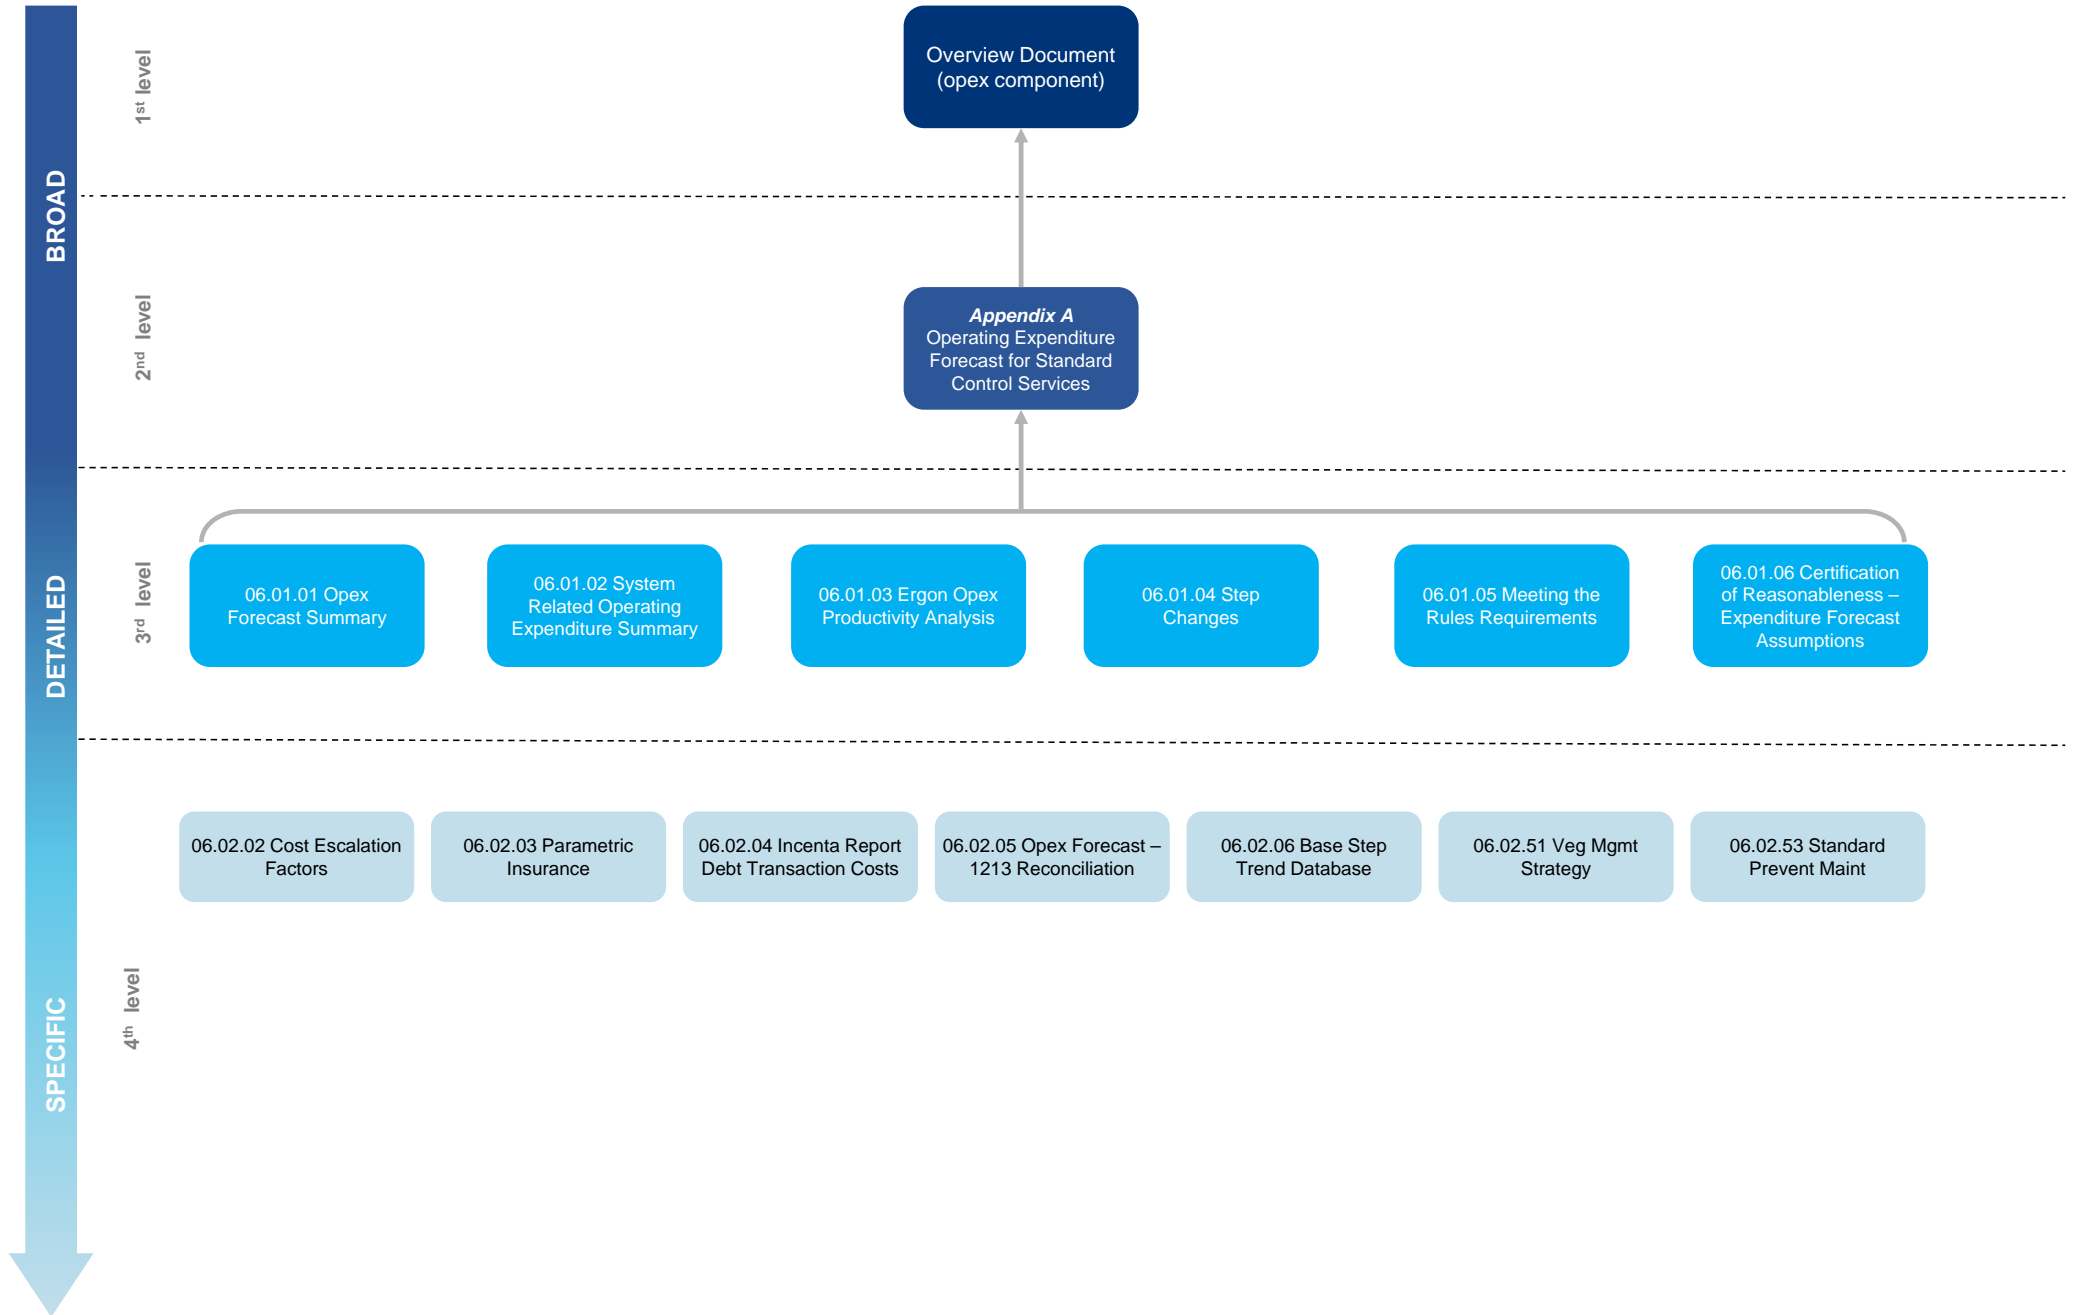 BROAD
DETAILED
SPECIFIC
1st level
Overview Document
(opex component)
2nd level
Appendix A
Operating Expenditure
Forecast for Standard
Control Services
3rd level
06.01.01 Opex
Forecast Summary
06.01.02 System
Related Operating
Expenditure Summary
06.01.03 Ergon Opex
Productivity Analysis
06.01.04 Step
Changes
06.01.05 Meeting the
Rules Requirements
06.01.06 Certification
of Reasonableness –
Expenditure Forecast
Assumptions
4th level
06.02.02 Cost Escalation
Factors
06.02.03 Parametric
Insurance
06.02.04 Incenta Report
Debt Transaction Costs
06.02.05 Opex Forecast –
1213 Reconciliation
06.02.06 Base Step
Trend Database
06.02.51 Veg Mgmt
Strategy
06.02.53 Standard
Prevent Maint